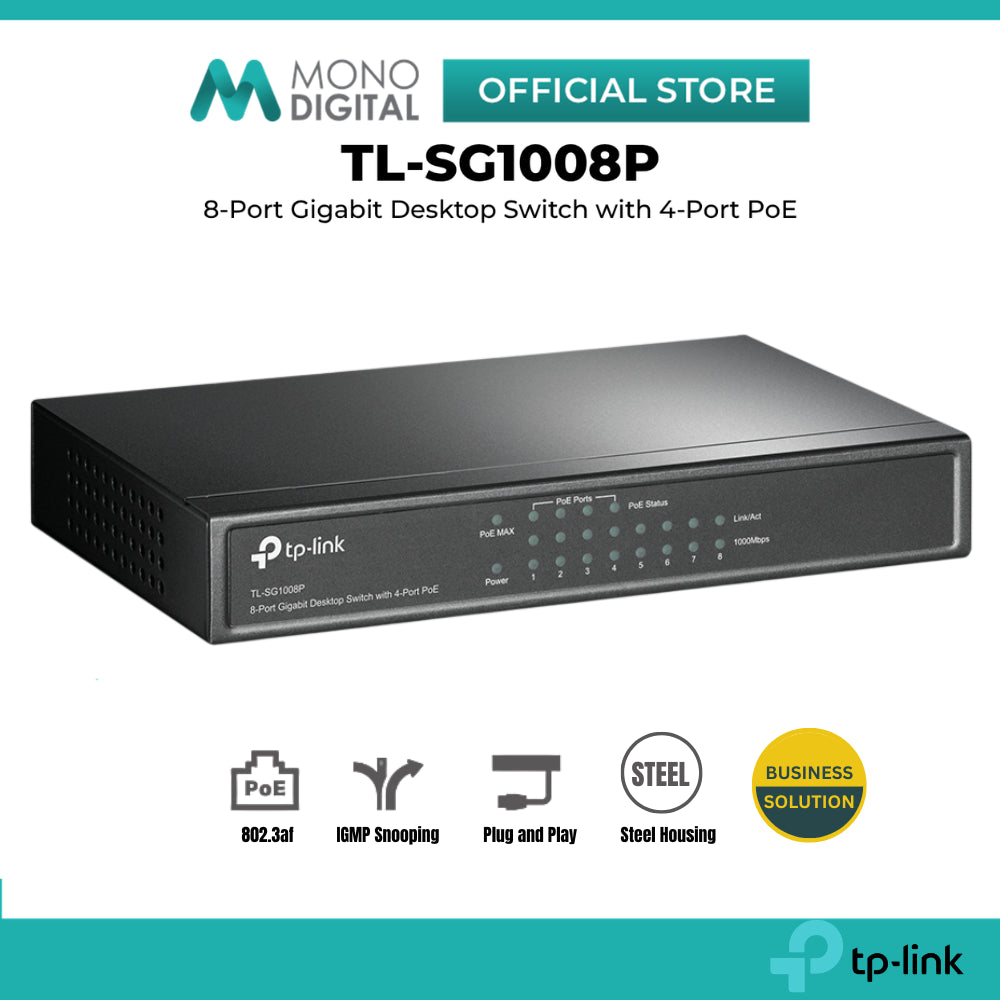 MONO
DIGITAL
OFFICIAL STORE
TL-SG1008P
8-Port Gigabit Desktop Switch with 4-Port PoE
PoE Ports
PoE MAX
PoE Status
Link/Act
1000Mbps
Power
1 2 3 4 5 6 7 8
tp-link
TL-SG1008P
8-Port Gigabit Desktop Switch with 4-Port PoE
PoE
802.3af
IGMP Snooping
Plug and Play
STEEL
Steel Housing
BUSINESS
SOLUTION
tp-link